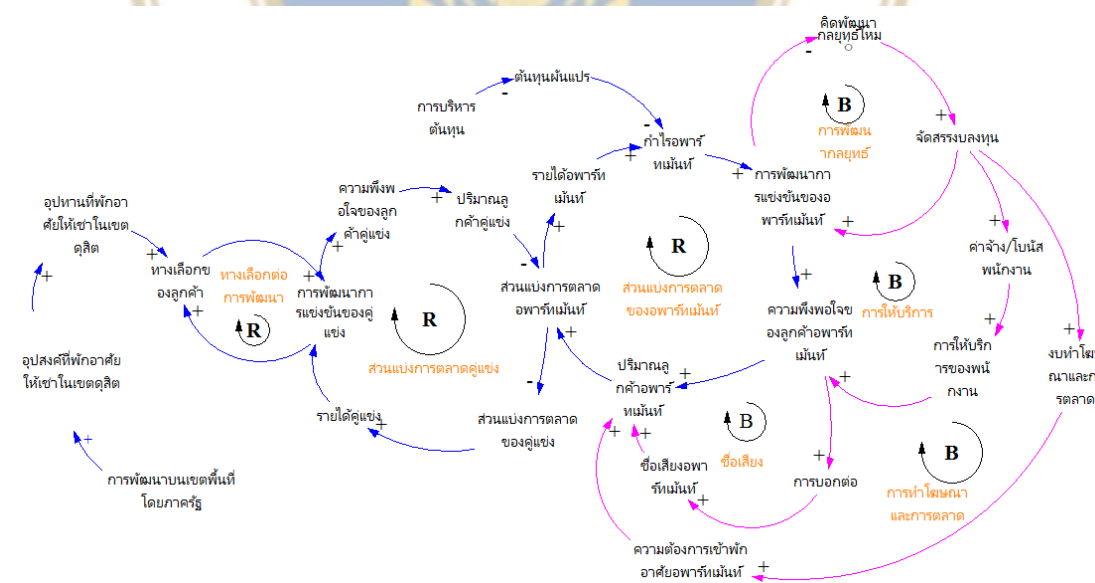 คิดพัฒนา
กลยุทธ์ใหม่
-
ต้นทุนผันแปร
-
การบริหาร
ต้นทุน
B
+
การพัฒน
ากลยุทธ์
จัดสรรงบลงทุน
-
กำไรอพาร์
ทเม้นท์
+
รายได้อพาร์ท
เม้นท์
+
+
การพัฒนากา
รแข่งขันของอ
พาร์ทเม้นท์
+
ความพึงพ
อใจของลูก
ค้าคู่แข่ง
+
+
ปริมาณลู
กค้าคู่แข่ง
อุปทานที่พักอา
ศัยให้เช่าในเขต
ดุสิต
+
+
ทางเลือกข
องลูกค้า
+
ทางเลือกต่อ
การพัฒนา
R
+
การพัฒนากา
รแข่งขันของคู่
แข่ง
+
R
ส่วนแบ่งการตลาดคู่แข่ง
-
ส่วนแบ่งการตลาด
อพาร์ทเม้นท์
+
R
ส่วนแบ่งการตลาด
ของอพาร์ทเม้นท์
+
ความพึงพอใจข
องลูกค้าอพาร์ท
เม้นท์
+
B
การให้บริการ
+
ค่าจ้าง/โบนัส
พนักงาน
+
การให้บริก
ารของพนั
กงาน
+
งบทำโฆษ
ณาและก
รตลาด
อุปสงค์ที่พักอาศัย
ให้เช่าในเขตดุสิต
+
การพัฒนาบนเขตพื้นที่
โดยภาครัฐ
รายได้คู่แข่ง
+
-
ส่วนแบ่งการตลาด
ของคู่แข่ง
ปริมาณลู
กค้าอพาร์
ทเม้นท์
+
+
+
B
ชื่อเสียง
ชื่อเสียงอพา
ร์ทเม้นท์
+
+
การบอกต่อ
B
การทำโฆษณา
และการตลาด
ความต้องการเข้าพัก
อาศัยอพาร์ทเม้นท์
+